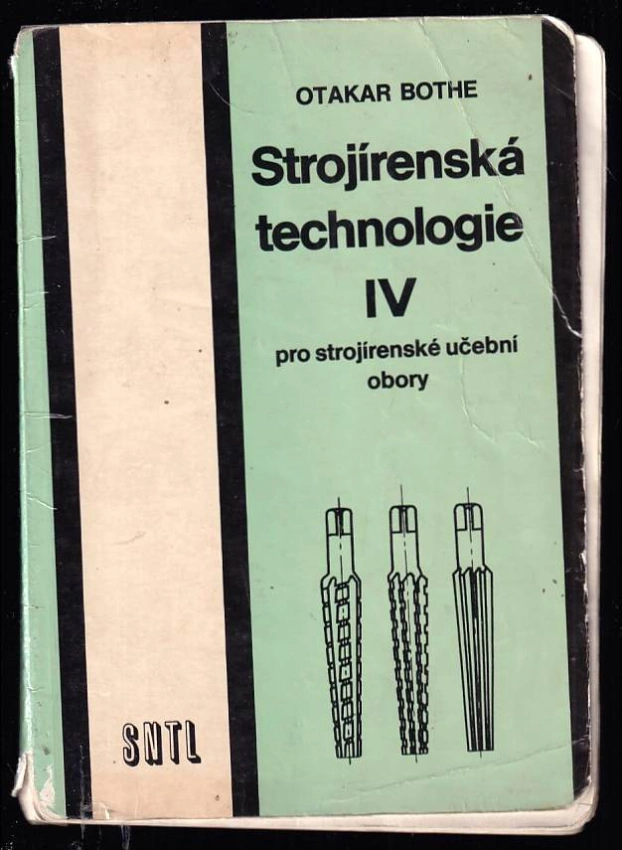 OTAKAR BOTHE
Strojírenská
technologie
IV
pro strojírenské učební
obory
SNTL